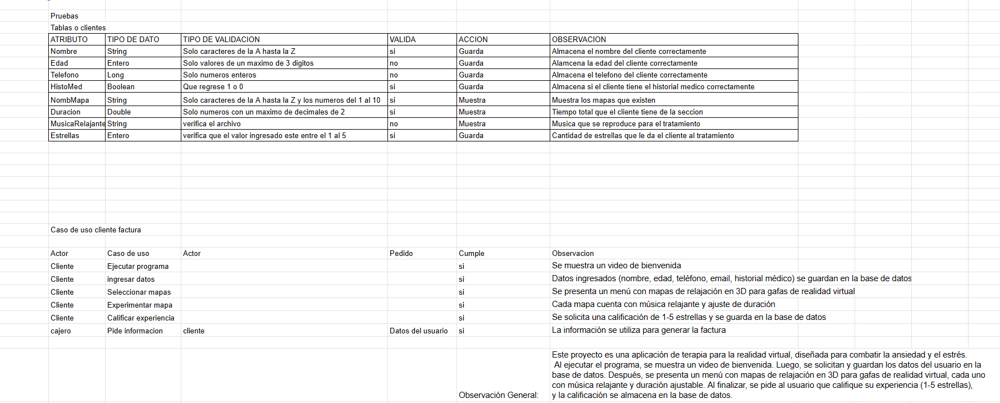 Pruebas
Tablas o clientes
ATRIBUTO TIPO DE DATO TIPO DE VALIDACION VALIDA ACCION OBSERVACION
Nombre String Solo caracteres de la A hasta la Z si Guarda Almacena el nombre del cliente correctamente
Edad Entero Solo valores de un maximo de 3 digitos no Guarda Alamcena la edad del cliente correctamente
Telefono Long Solo numeros enteros no Guarda Almacena el telefono del cliente correctamente
HistoMed Boolean Que regrese 1 o 0 si Guarda Almacena si el cliente tiene el historial medico correctamente
NombMapa String Solo caracteres de la A hasta la Z y los numeros del 1 al 10 si Muestra Muestra los mapas que existen
Duracion Double Solo numeros con un maximo de decimales de 2 si Muestra Tiempo total que el cliente tiene de la seccion
MusicaRelajante String verifica el archivo no Muestra Musica que se reproduce para el tratamiento
Estrellas Entero verifica que el valor ingresado este entre el 1 al 5 si Guarda Cantidad de estrellas que le da el cliente al tratamiento
Caso de uso cliente factura
Actor Caso de uso Actor Pedido Cumple Observacion
Cliente Ejecutar programa si Se muestra un video de bienvenida
Cliente ingresar datos si Datos ingresados (nombre, edad, teléfono, email, historial médico) se guardan en la base de datos
Cliente Seleccionar mapas si Se presenta un menú con mapas de relajación en 3D para gafas de realidad virtual
Cliente Experimentar mapa si Cada mapa cuenta con música relajante y ajuste de duración
Cliente Calificar experiencia si Se solicita una calificación de 1-5 estrellas y se guarda en la base de datos
cajero Pide informacion cliente Datos del usuario si La información se utiliza para generar la factura
Este proyecto es una aplicación de terapia para la realidad virtual, diseñada para combatir la ansiedad y el estrés.
Al ejecutar el programa, se muestra un video de bienvenida. Luego, se solicitan y guardan los datos del usuario en la
base de datos. Después, se presenta un menú con mapas de relajación en 3D para gafas de realidad virtual, cada uno
con música relajante y duración ajustable. Al finalizar, se pide al usuario que califique su experiencia (1-5 estrellas),
Observación General: y la calificación se almacena en la base de datos.